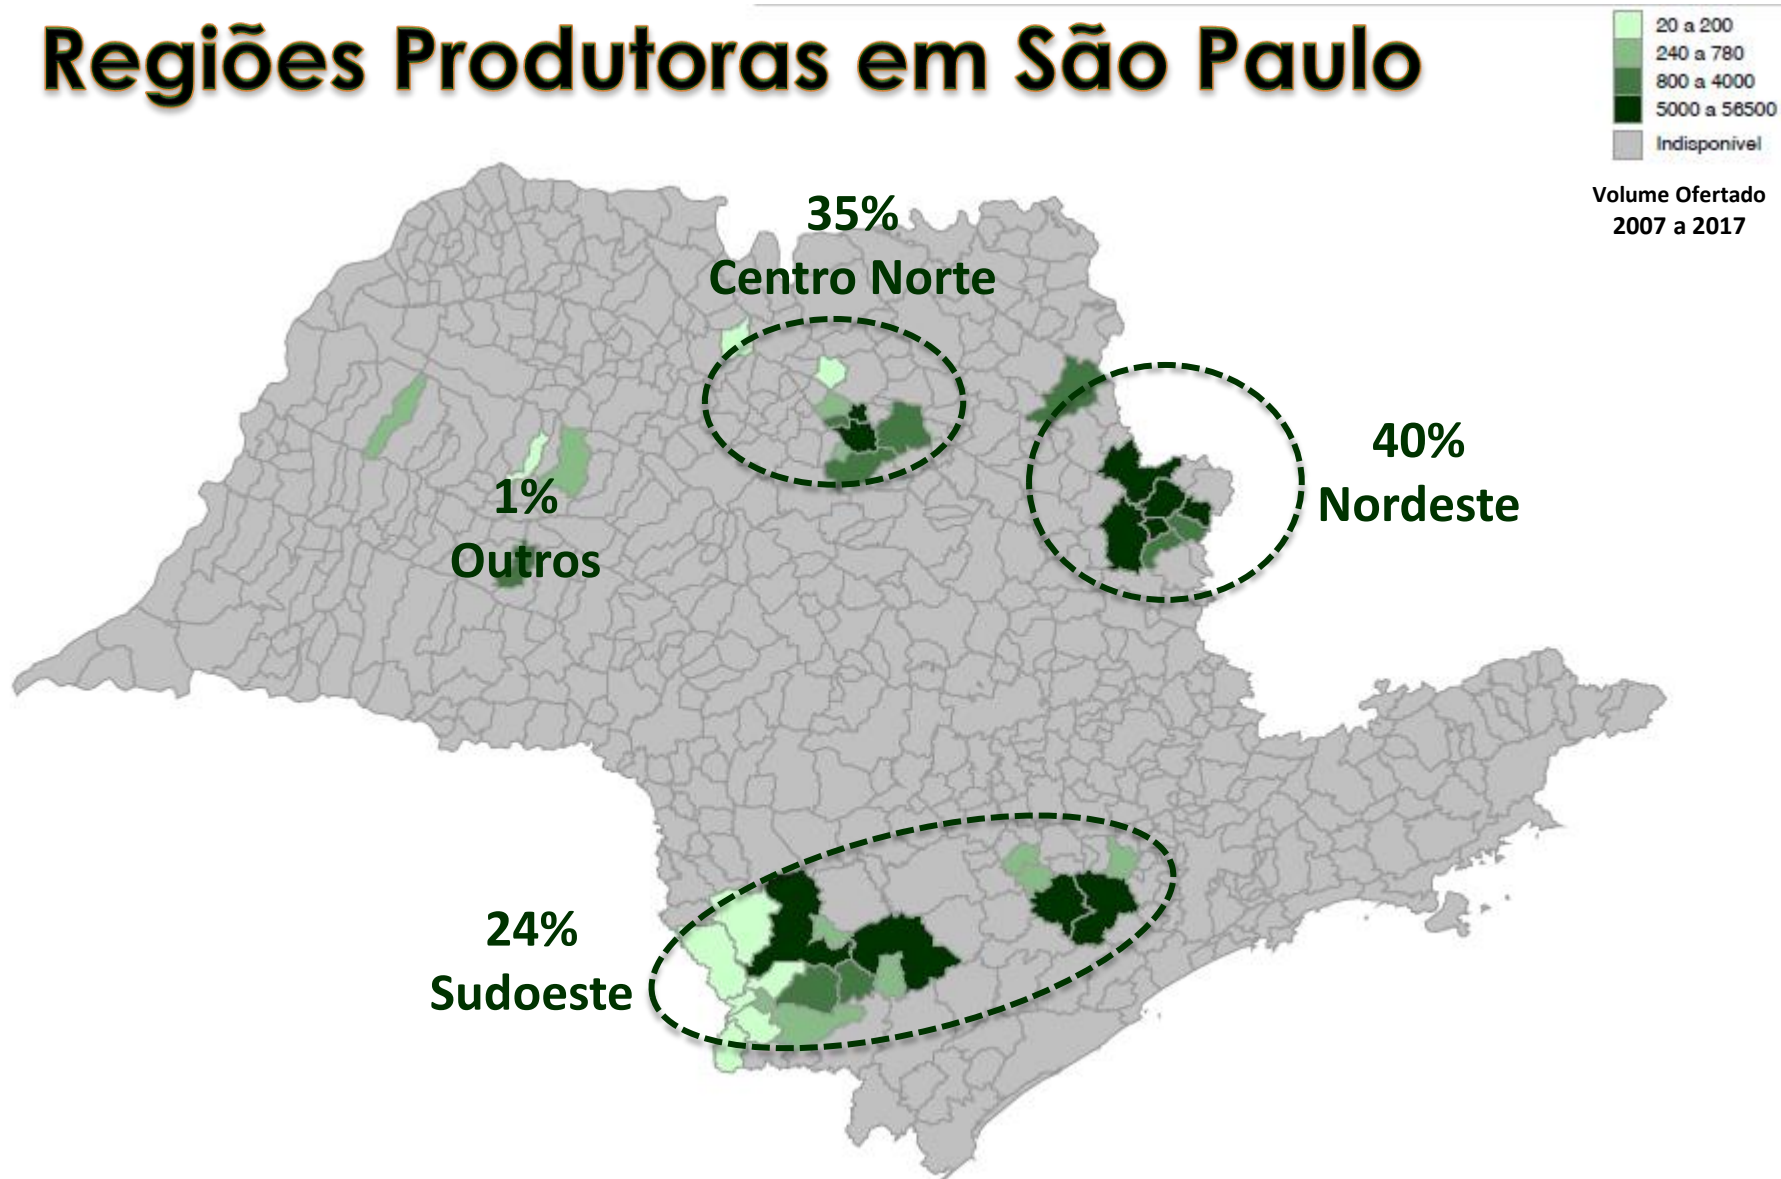 Regiões Produtoras em São Paulo
20 a 200
240 a 780
800 a 4000
5000 a 56500
Indisponível
Volume Ofertado
2007 a 2017
35%
Centro Norte
40%
Nordeste
1%
Outros
24%
Sudoeste